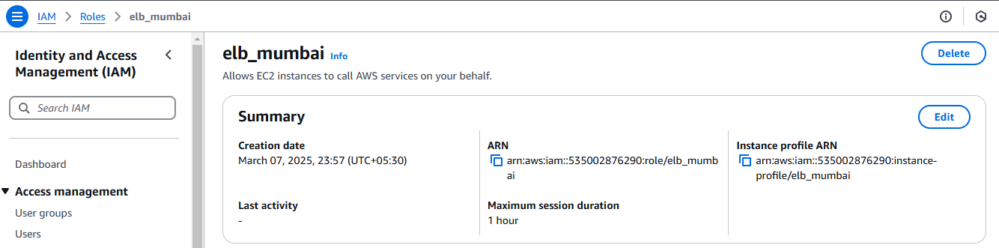 IAM > Roles > elb_mumbai
Identity and Access
Management (IAM)
Search IAM
Dashboard
Access management
User groups
Users
elb_mumbai Info
Delete
Allows EC2 instances to call AWS services on your behalf.
Summary
Edit
Creation date
March 07, 2025, 23:57 (UTC+05:30)
ARN
arn:aws:iam::535002876290:role/elb_mumb
ai
Instance profile ARN
arn:aws:iam::535002876290:instance-
profile/elb_mumbai
Last activity
-
Maximum session duration
1 hour